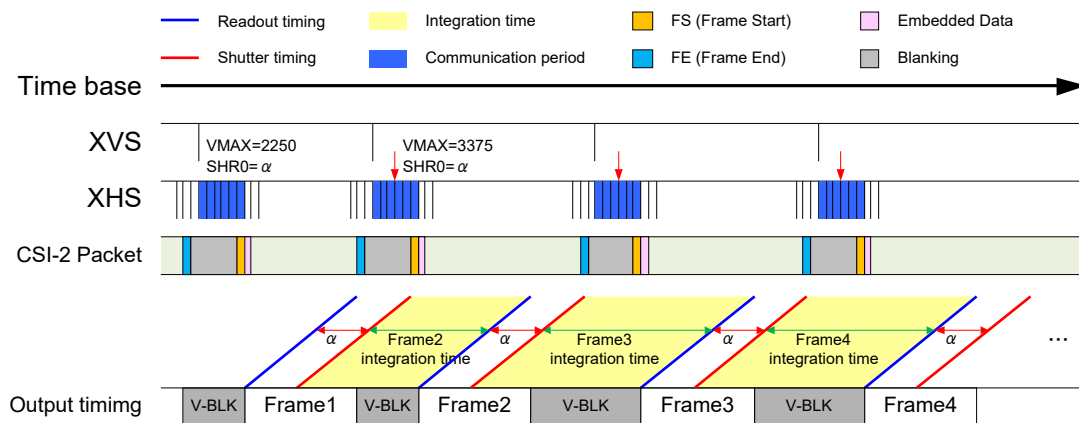 Readout timing
Integration time
FS (Frame Start)
Embedded Data
Shutter timing
Communication period
FE (Frame End)
Blanking
Time base
XVS
VMAX=2250
VMAX=3375
SHR0= α
SHR0= α
XHS
CSI-2 Packet
α
Frame2
integration time
α
Frame3
integration time
α
Frame4
integration time
α
...
Output timimg
V-BLK
Frame1
V-BLK
Frame2
V-BLK
Frame3
V-BLK
Frame4